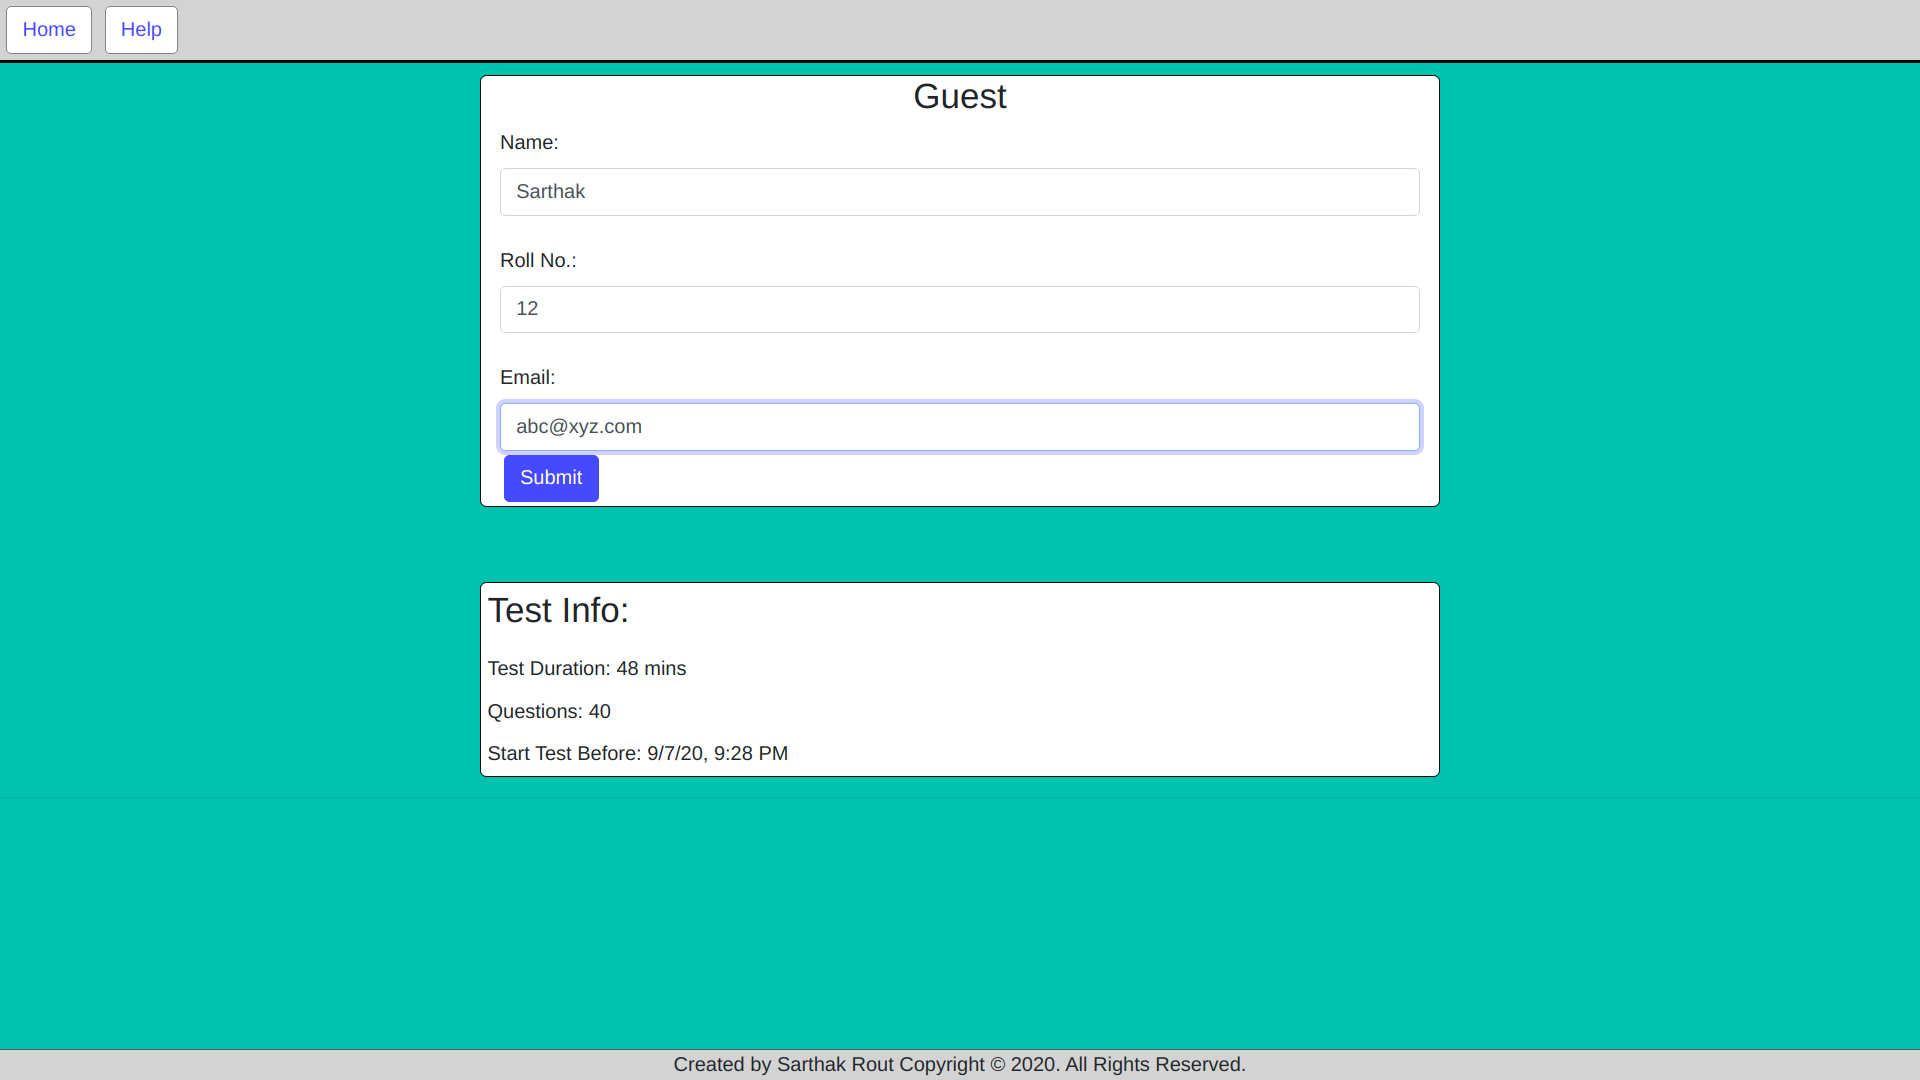 Home Help
Guest
Name:
Sarthak
Roll No.:
12
Email:
abc@xyz.com
Submit
Test Info:
Test Duration: 48 mins
Questions: 40
Start Test Before: 9/7/20, 9:28 PM
Created by Sarthak Rout Copyright © 2020. All Rights Reserved.